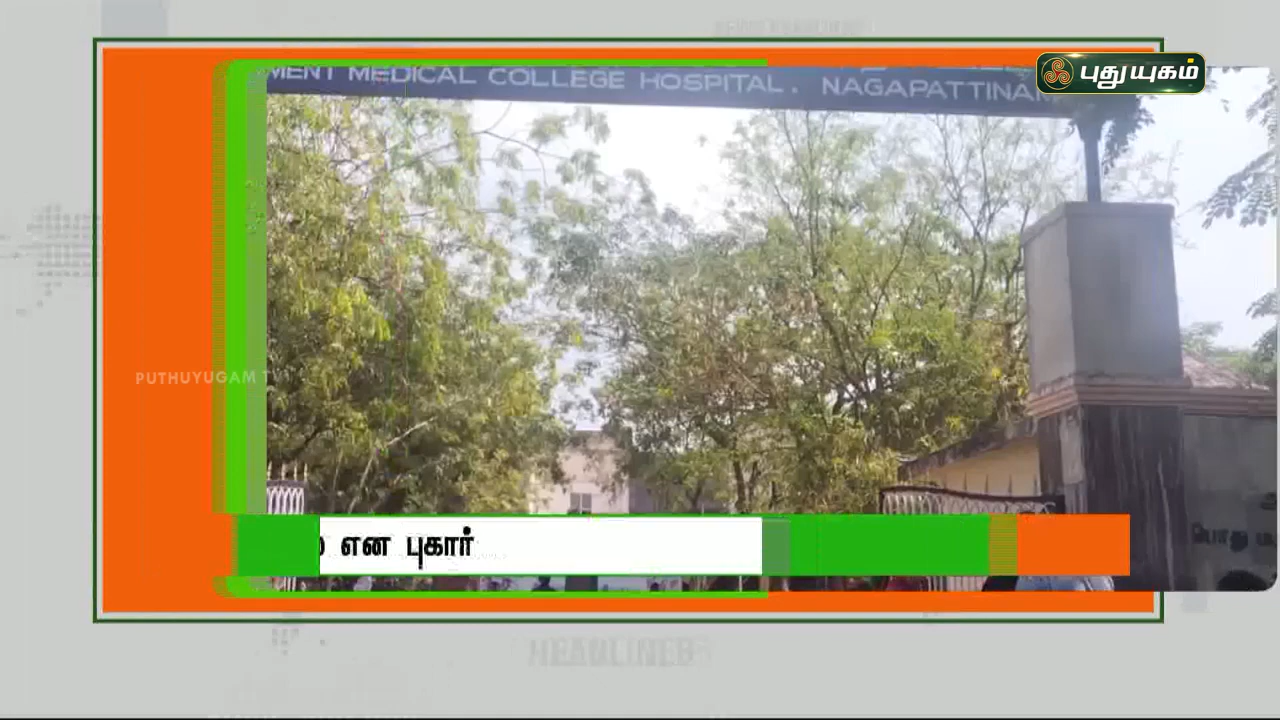 MENT MEDICAL COLLEGE HOSPITAL. NAGAPATTINAM
புதுயுகம்
PUTHUYUGAM T
என புகார்
பொது
HEADLINES